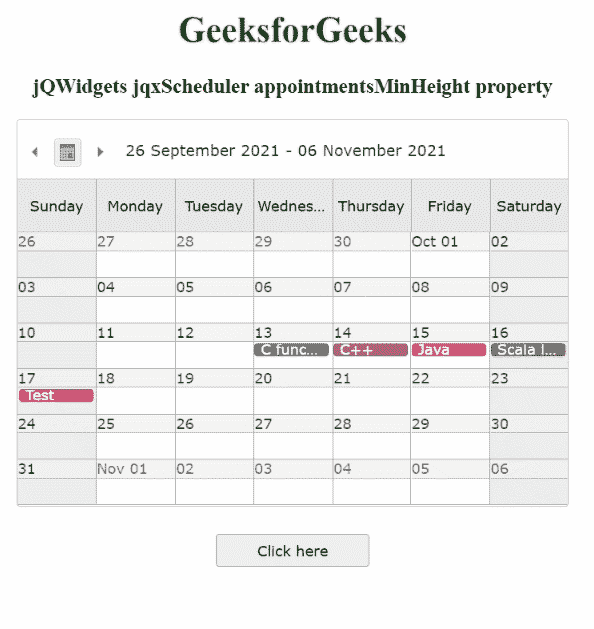 GeeksforGeeks
jQWidgets jqxScheduler appointmentsMinHeight property
26 September 2021 - 06 November 2021
Sunday Monday Tuesday Wednes... Thursday Friday Saturday
26 27 28 29 30 Oct 01 02
03 04 05 06 07 08 09
10 11 12 13 14 15 16
C func... C++ Java Scala l...
17 18 19 20 21 22 23
Test
24 25 26 27 28 29 30
31 Nov 01 02 03 04 05 06
Click here